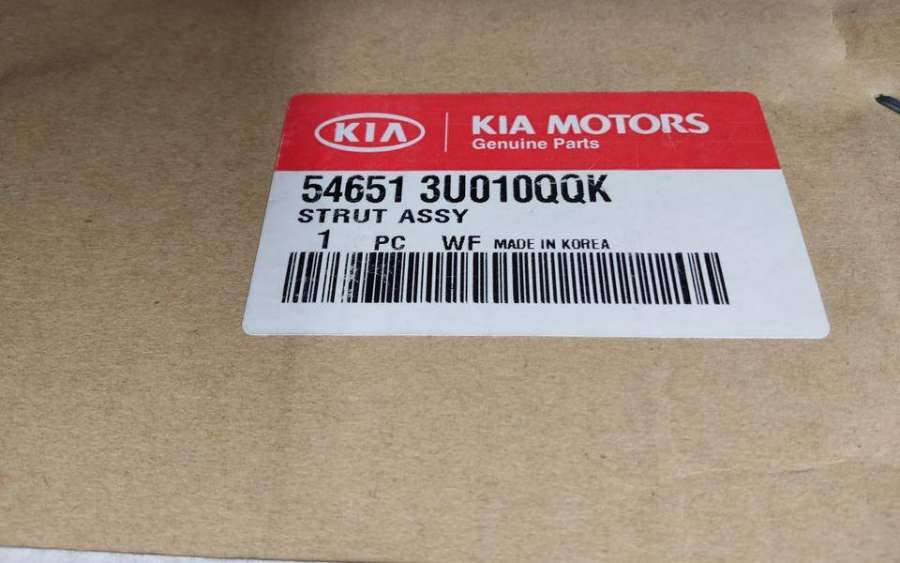 KIA
KIA MOTORS
Genuine Parts
54651 3U010QQK
STRUT ASSY
1 PC WF MADE IN KOREA